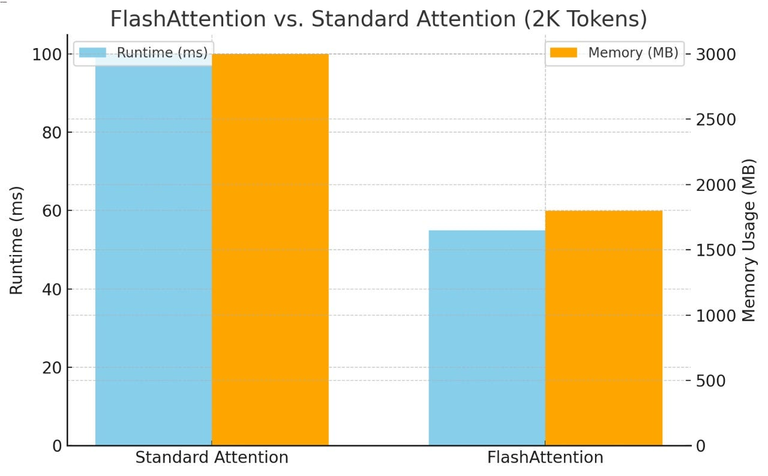 FlashAttention vs. Standard Attention (2K Tokens)
Runtime (ms)
Memory (MB)
Runtime (ms)
100
80
60
40
20
0
3000
2500
2000
1500
1000
500
0
Memory Usage (MB)
Standard Attention
FlashAttention